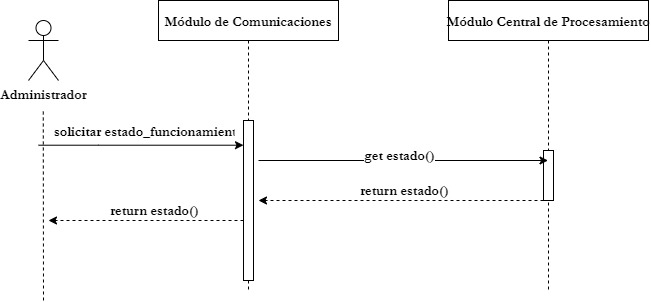 Módulo de Comunicaciones
Módulo Central de Procesamiento
Administrador
solicitar estado_funcionamient
get estado()
return estado()
return estado()